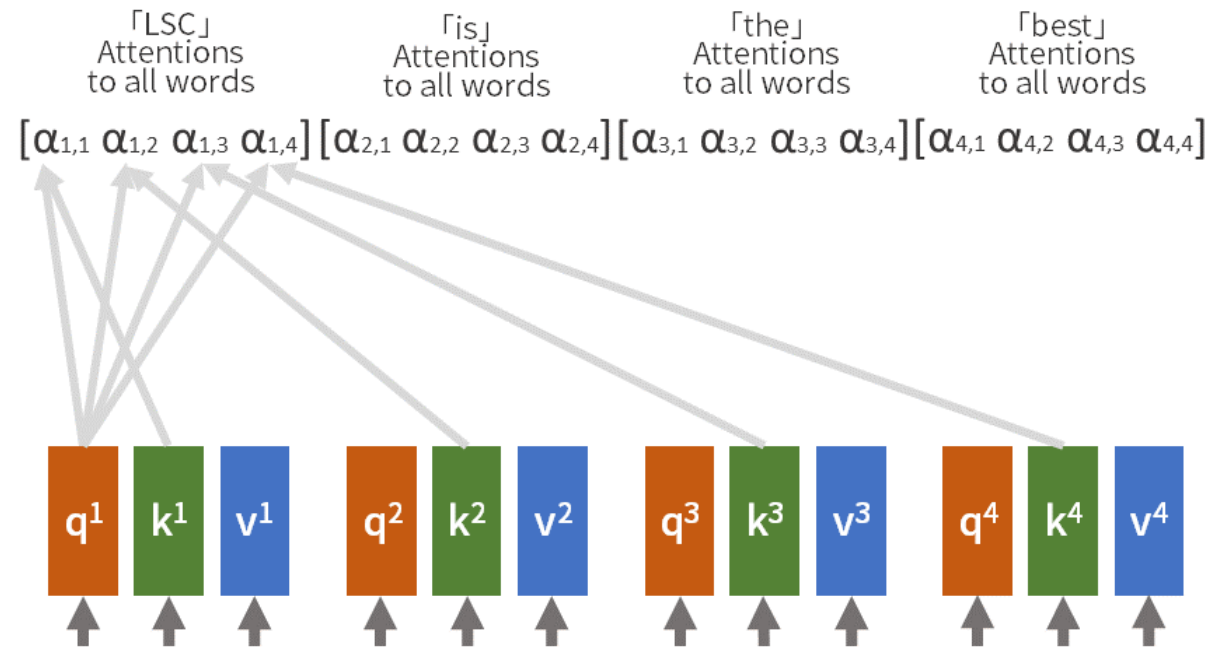 「LSC」
Attentions
to all words
「is」
Attentions
to all words
「the」
Attentions
to all words
「best」
Attentions
to all words
[α1,1 α1,2 α1,3 α1,4] [α2,1 α2,2 α2,3 α2,4] [α3,1 α3,2 α3,3 α3,4] [α4,1 α4,2 α4,3 α4,4]
q1 k1 v1 q2 k2 v2 q3 k3 v3 q4 k4 v4